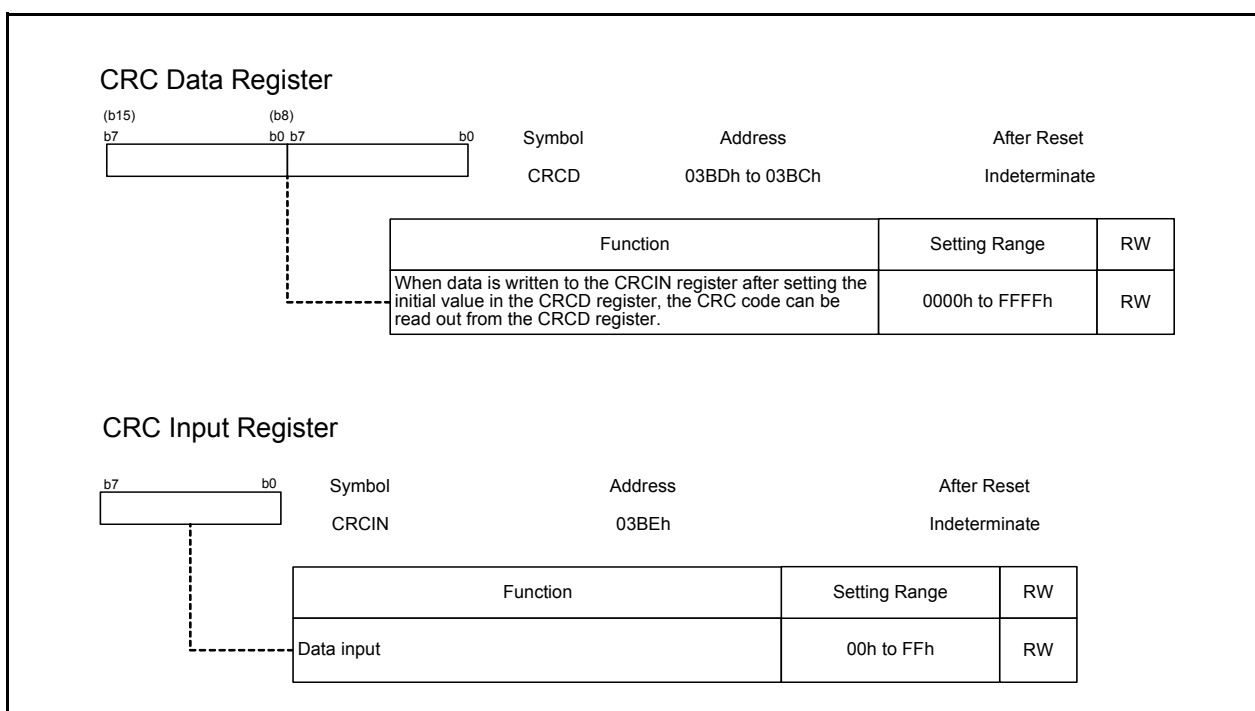 CRC Data Register
(b15) (b8)
b7 b0 b7 b0 Symbol Address After Reset
CRCD 03BDh to 03BCh Indeterminate
Function Setting Range RW
When data is written to the CRCIN register after setting the
initial value in the CRCD register, the CRC code can be
read out from the CRCD register.
0000h to FFFFh RW
CRC Input Register
b7 b0 Symbol Address After Reset
CRCIN 03BEh Indeterminate
Function Setting Range RW
Data input 00h to FFh RW